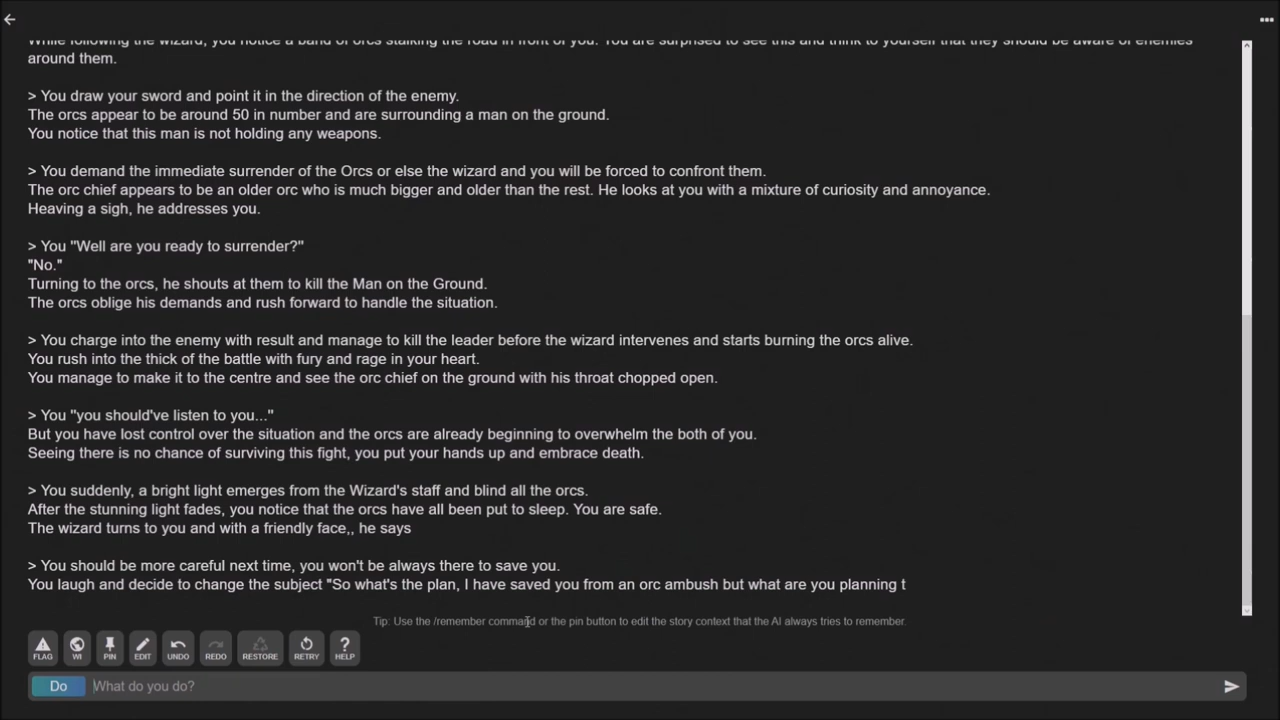 While following the wizard, you notice a band of orcs stalking the road in front of you. You are surprised to see this and think to yourself that they should be aware of enemies
around them.
> You draw your sword and point it in the direction of the enemy.
The orcs appear to be around 50 in number and are surrounding a man on the ground.
You notice that this man is not holding any weapons.
> You demand the immediate surrender of the Orcs or else the wizard and you will be forced to confront them.
The orc chief appears to be an older orc who is much bigger and older than the rest. He looks at you with a mixture of curiosity and annoyance.
Heaving a sigh, he addresses you.
> You "Well are you ready to surrender?"
"No."
Turning to the orcs, he shouts at them to kill the Man on the Ground.
The orcs oblige his demands and rush forward to handle the situation.
> You charge into the enemy with result and manage to kill the leader before the wizard intervenes and starts burning the orcs alive.
You rush into the thick of the battle with fury and rage in your heart.
You manage to make it to the centre and see the orc chief on the ground with his throat chopped open.
> You "you should've listen to you..."
But you have lost control over the situation and the orcs are already beginning to overwhelm the both of you.
Seeing there is no chance of surviving this fight, you put your hands up and embrace death.
> You suddenly, a bright light emerges from the Wizard's staff and blind all the orcs.
After the stunning light fades, you notice that the orcs have all been put to sleep. You are safe.
The wizard turns to you and with a friendly face,, he says
> You should be more careful next time, you won't be always there to save you.
You laugh and decide to change the subject "So what's the plan, I have saved you from an orc ambush but what are you planning t
Tip: Use the /remember command or the pin button to edit the story context that the AI always tries to remember.
FLAG WI PIN EDIT UNDO REDO RESTORE RETRY HELP
Do What do you do?